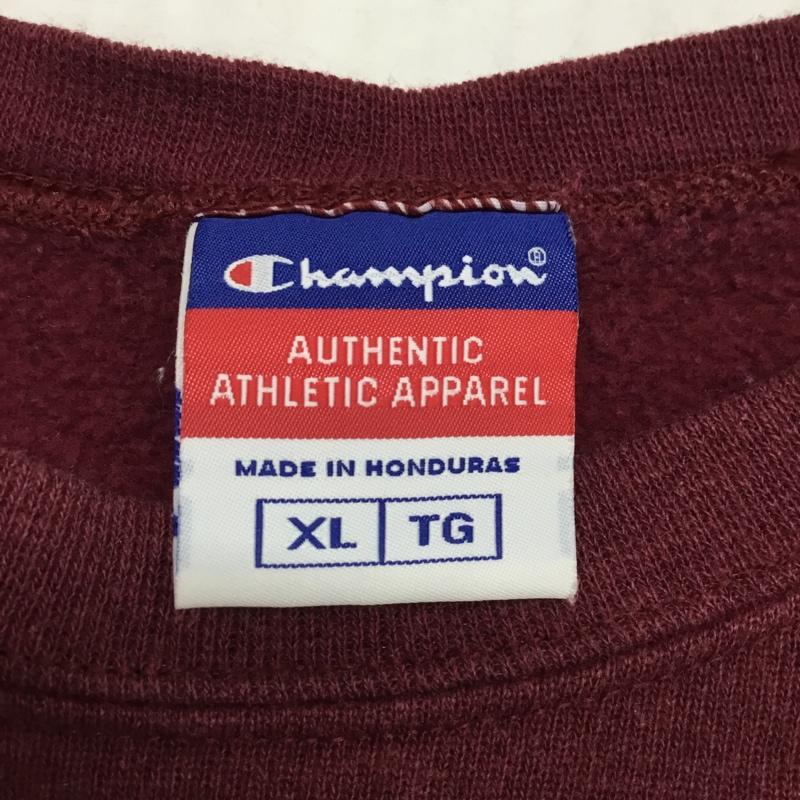 Champion®
AUTHENTIC
ATHLETIC APPAREL
MADE IN HONDURAS
XL TG